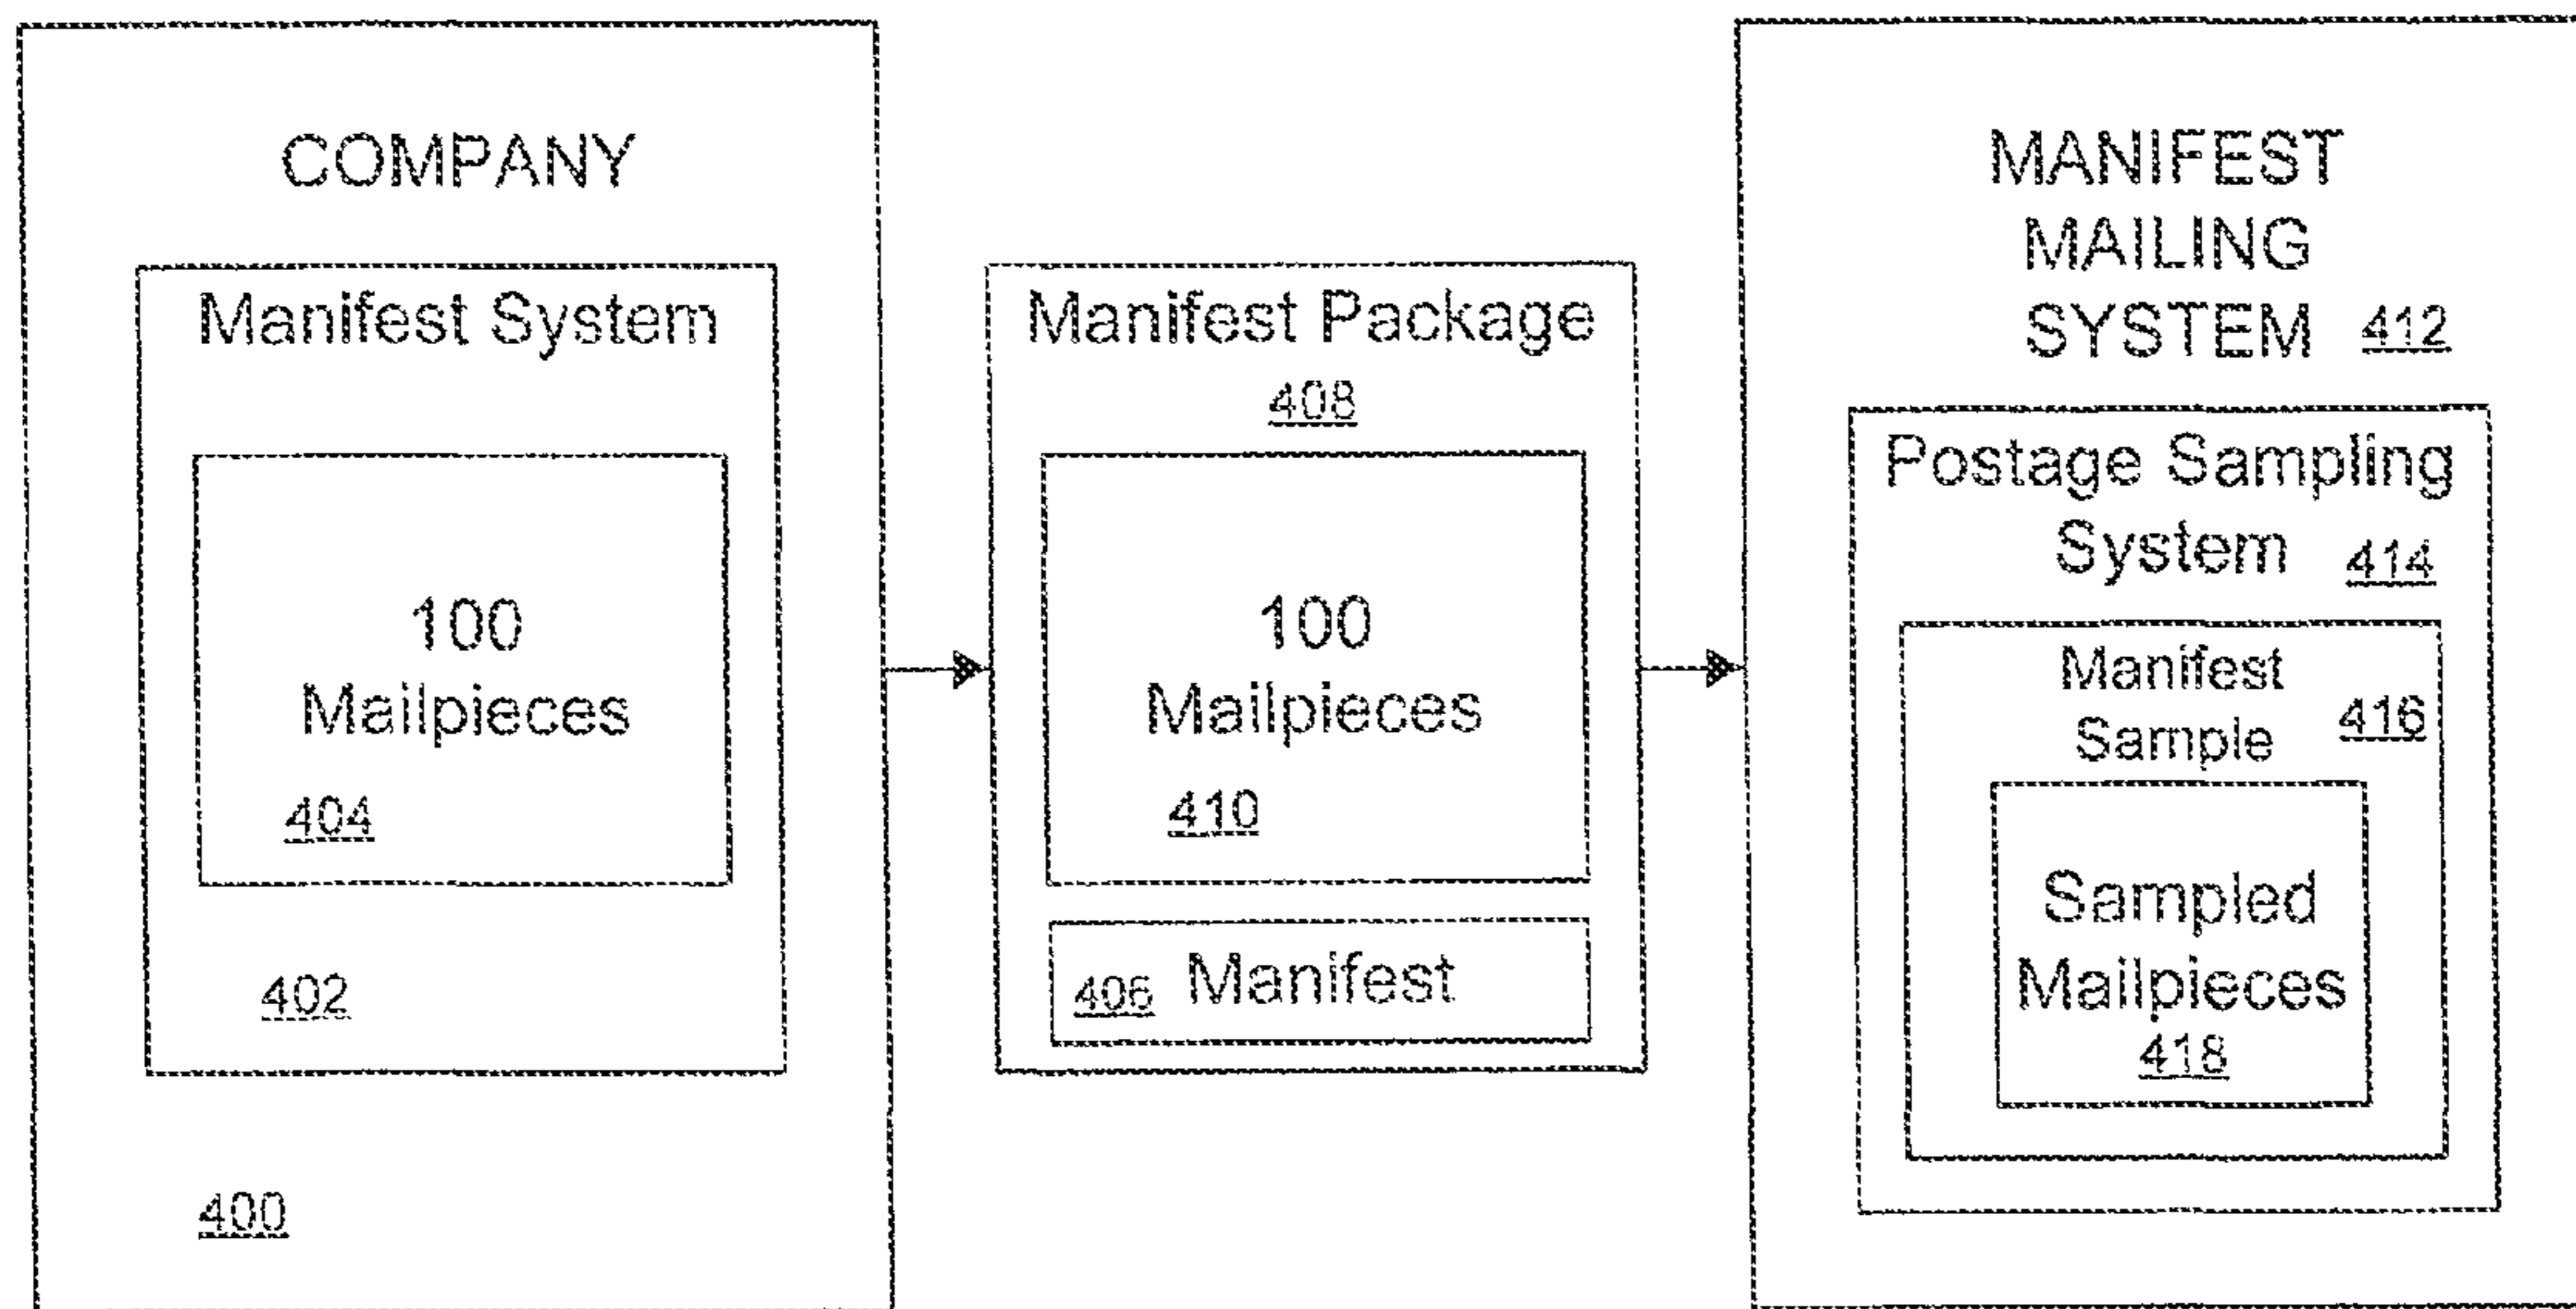 COMPANY
Manifest System
100
Mailpieces
404
402
400
Manifest Package
408
100
Mailpieces
410
406 Manifest
MANIFEST
MAILING
SYSTEM 412
Postage Sampling
System 414
Manifest
Sample 416
Sampled
Mailpieces
418